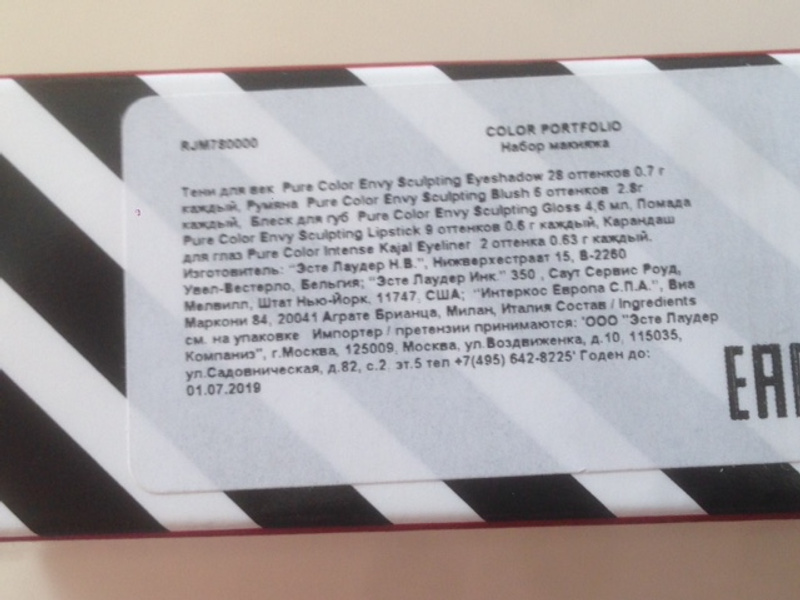 RJM780000
COLOR PORTFOLIO
Набор макияжа
Тени для век Pure Color Envy Sculpting Eyeshadow 28 оттенков 0.7 г
каждый, Румяна Pure Color Envy Sculpting Blush 6 оттенков 2.8г
каждый, Блеск для губ Pure Color Envy Sculpting Gloss 4,6 мл, Помада
Pure Color Envy Sculpting Lipstick 9 оттенков 0.6 г каждый, Карандаш
для глаз Pure Color Intense Kajal Eyeliner 2 оттенка 0.63 г каждый.
Изготовитель: "Эсте Лаудер Н.В.", Нижверхестраат 15, B-2260
Увел-Вестерло, Бельгия; "Эсте Лаудер Инк." 350 , Саут Сервис Роуд,
Мелвилл, Штат Нью-Йорк, 11747, США; "Интеркос Европа С.П.А.", Виа
Маркони 84, 20041 Аграте Брианца, Милан, Италия Состав / Ingredients
см. на упаковке Импортер / претензии принимаются: 'ООО "Эсте Лаудер
Компаниз", г.Москва, 125009, Москва, ул.Воздвиженка, д.10, 115035,
ул.Садовническая, д.82, с.2, эт.5 тел +7(495) 642-8225' Годен до:
01.07.2019